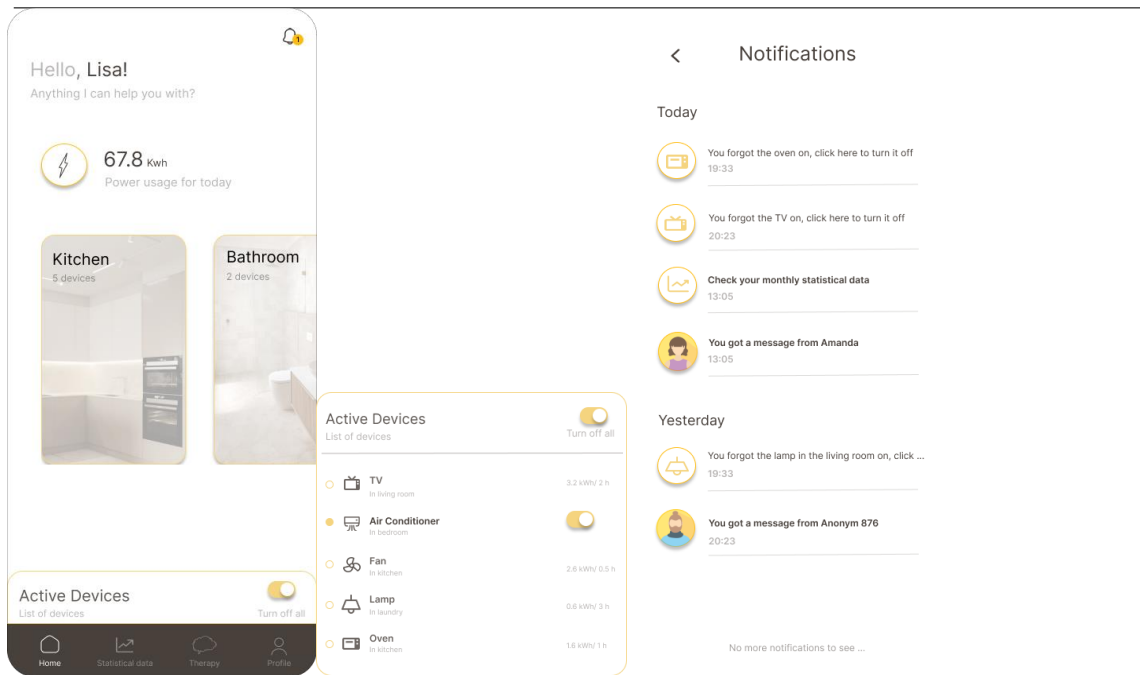 1
Hello, Lisa!
Anything I can help you with?
67.8 Kwh
Power usage for today
Kitchen
5 devices
Bathroom
2 devices
Active Devices
List of devices
Turn off all
Home
Statistical data
Therapy
Profile
Active Devices
List of devices
Turn off all
TV
In living room
3.2 kWh/ 2 h
Air Conditioner
In bedroom
Fan
In kitchen
2.6 kWh/ 0.5 h
Lamp
In laundry
0.6 kWh/ 3 h
Oven
In kitchen
1.6 kWh/ 1 h
Notifications
Today
You forgot the oven on, click here to turn it off
19:33
You forgot the TV on, click here to turn it off
20:23
Check your monthly statistical data
13:05
You got a message from Amanda
13:05
Yesterday
You forgot the lamp in the living room on, click ...
19:33
You got a message from Anonym 876
20:23
No more notifications to see ...